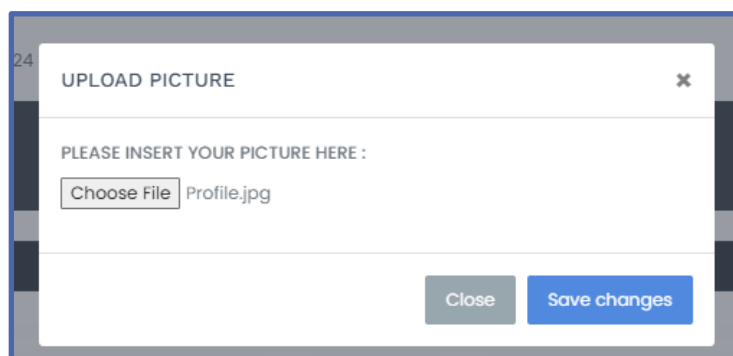 24
UPLOAD PICTURE ✖
PLEASE INSERT YOUR PICTURE HERE :
Choose File Profile.jpg
Close Save changes